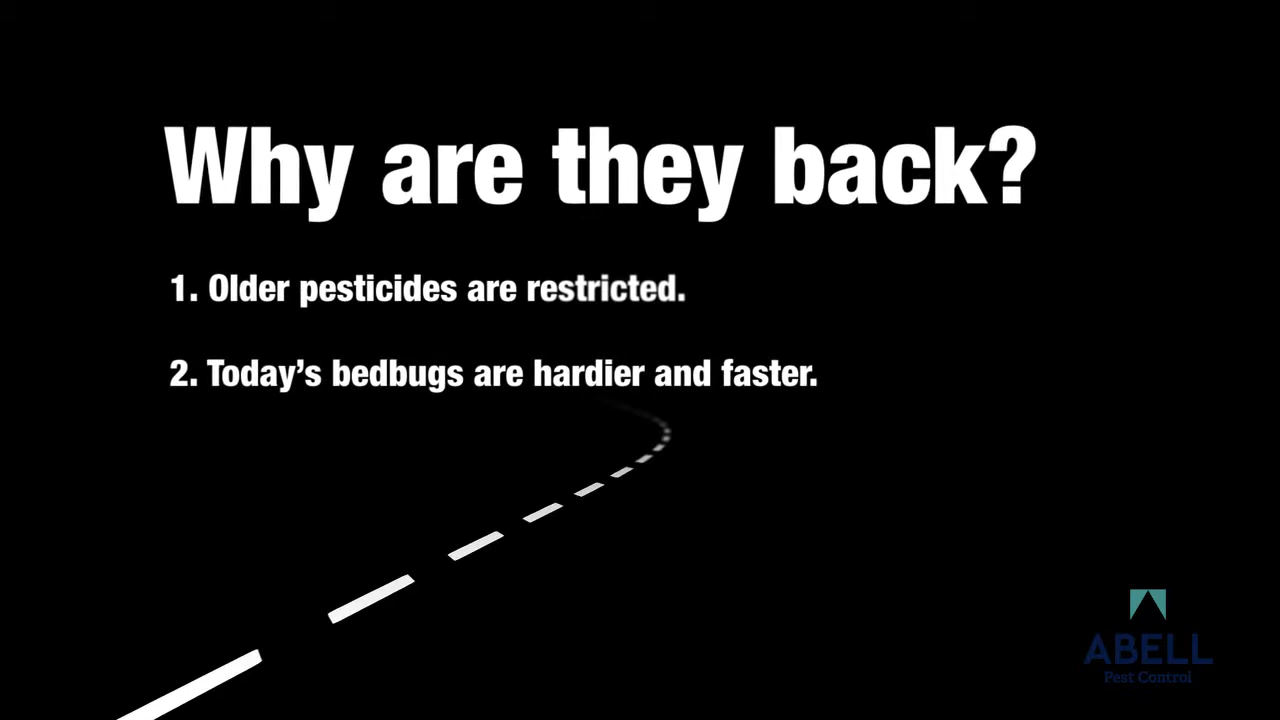 Why are they back?
1. Older pesticides are restricted.
2. Today’s bedbugs are hardier and faster.
ABELL
Pest Control